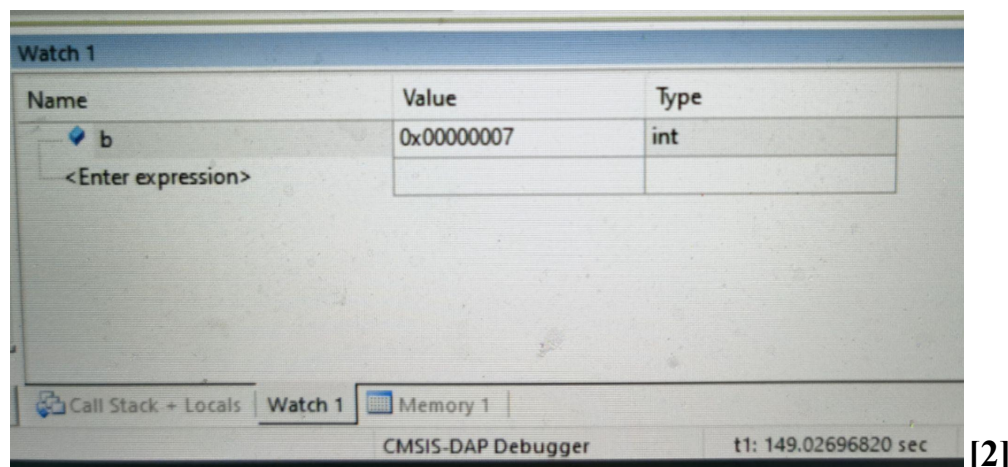 Watch 1
Name Value Type
b 0x00000007 int
<Enter expression>
Call Stack + Locals Watch 1 Memory 1
CMSIS-DAP Debugger t1: 149.02696820 sec
[2]